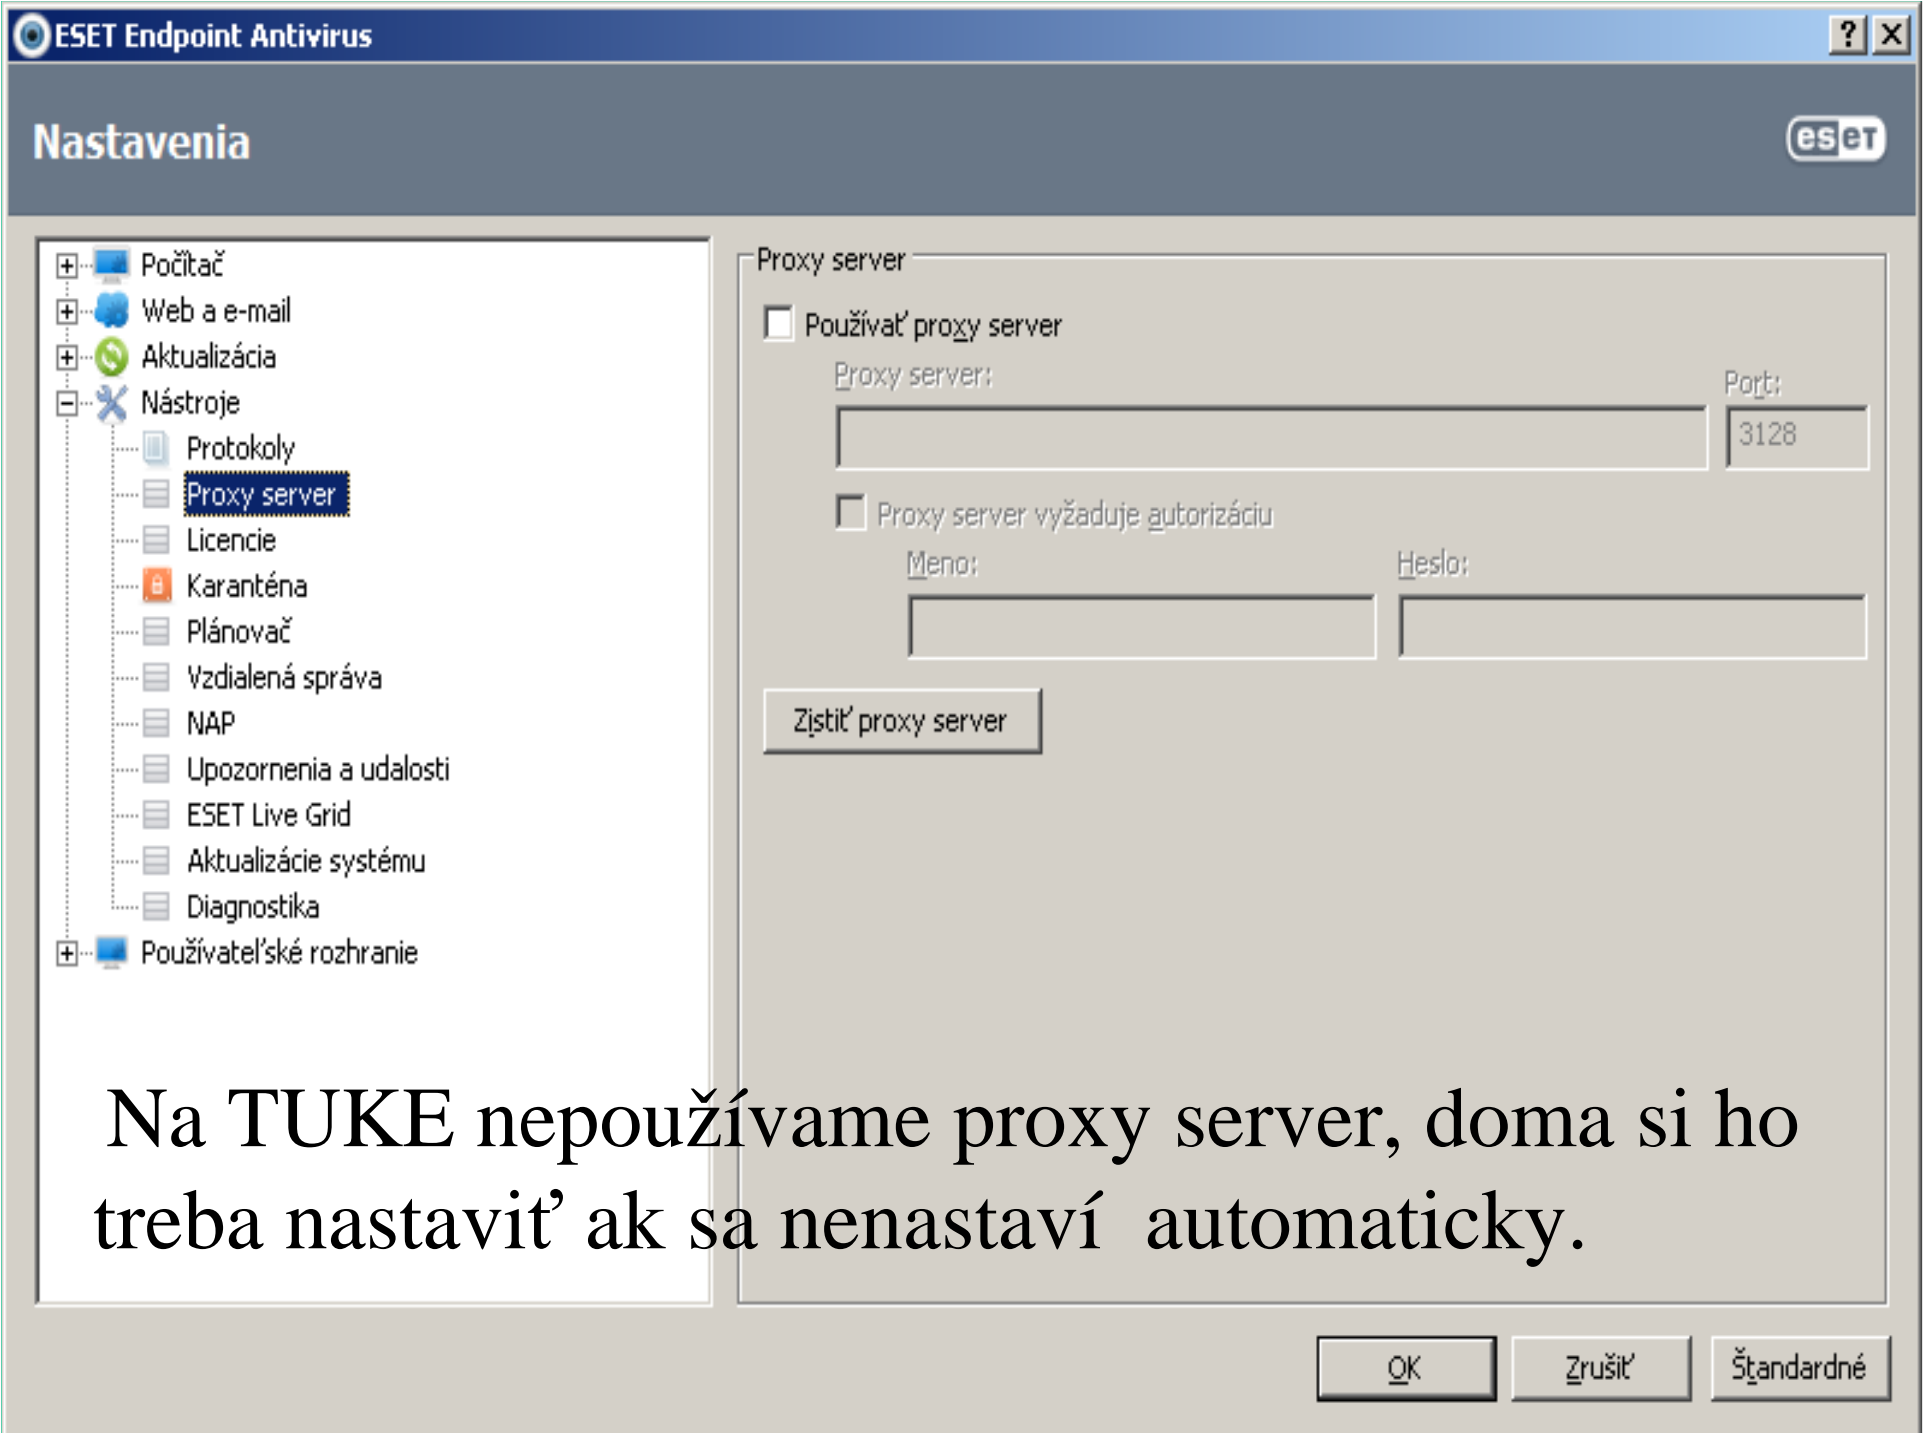 ESET Endpoint Antivirus
Nastavenia
eset
Počítač
Web a e-mail
Aktualizácia
Nástroje
Protokoly
Proxy server
Licencie
Karanténa
Plánovač
Vzdialená správa
NAP
Upozornenia a udalosti
ESET Live Grid
Aktualizácie systému
Diagnostika
Používateľské rozhranie
Proxy server
Používať proxy server
Proxy server:
Port:
3128
Proxy server vyžaduje autorizáciu
Meno:
Heslo:
Zistiť proxy server
Na TUKE nepoužívame proxy server, doma si ho
treba nastaviť ak sa nenastaví automaticky.
OK
Zrušiť
Štandardné